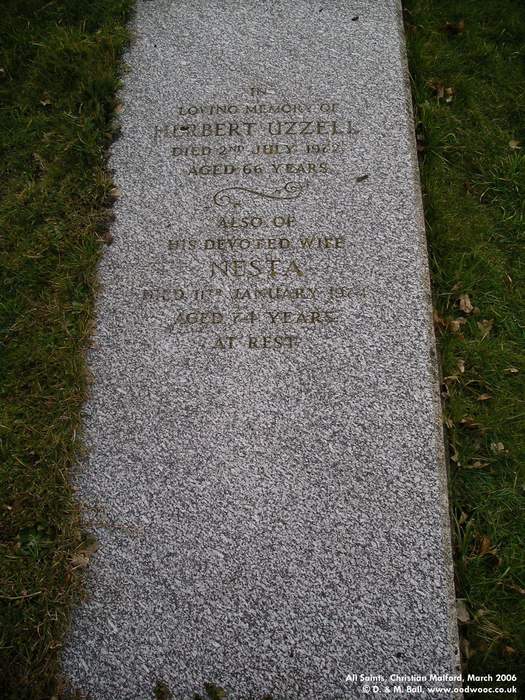 IN
LOVING MEMORY OF
HERBERT UZZELL
DIED 2ND JULY, 1962,
AGED 66 YEARS.
ALSO OF
HIS DEVOTED WIFE
NESTA
DIED 11TH JANUARY
AGED 74 YEARS.
AT REST.
All Saints, Christian Malford, March 2006
© D. & M. Ball, www.oodwooc.co.uk